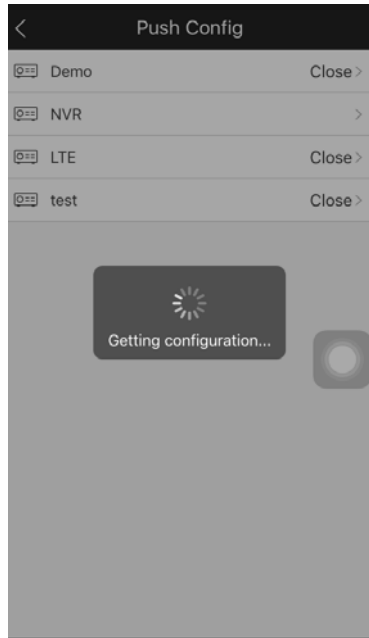 Push Config
Demo Close
NVR
LTE Close
test Close
Getting configuration...